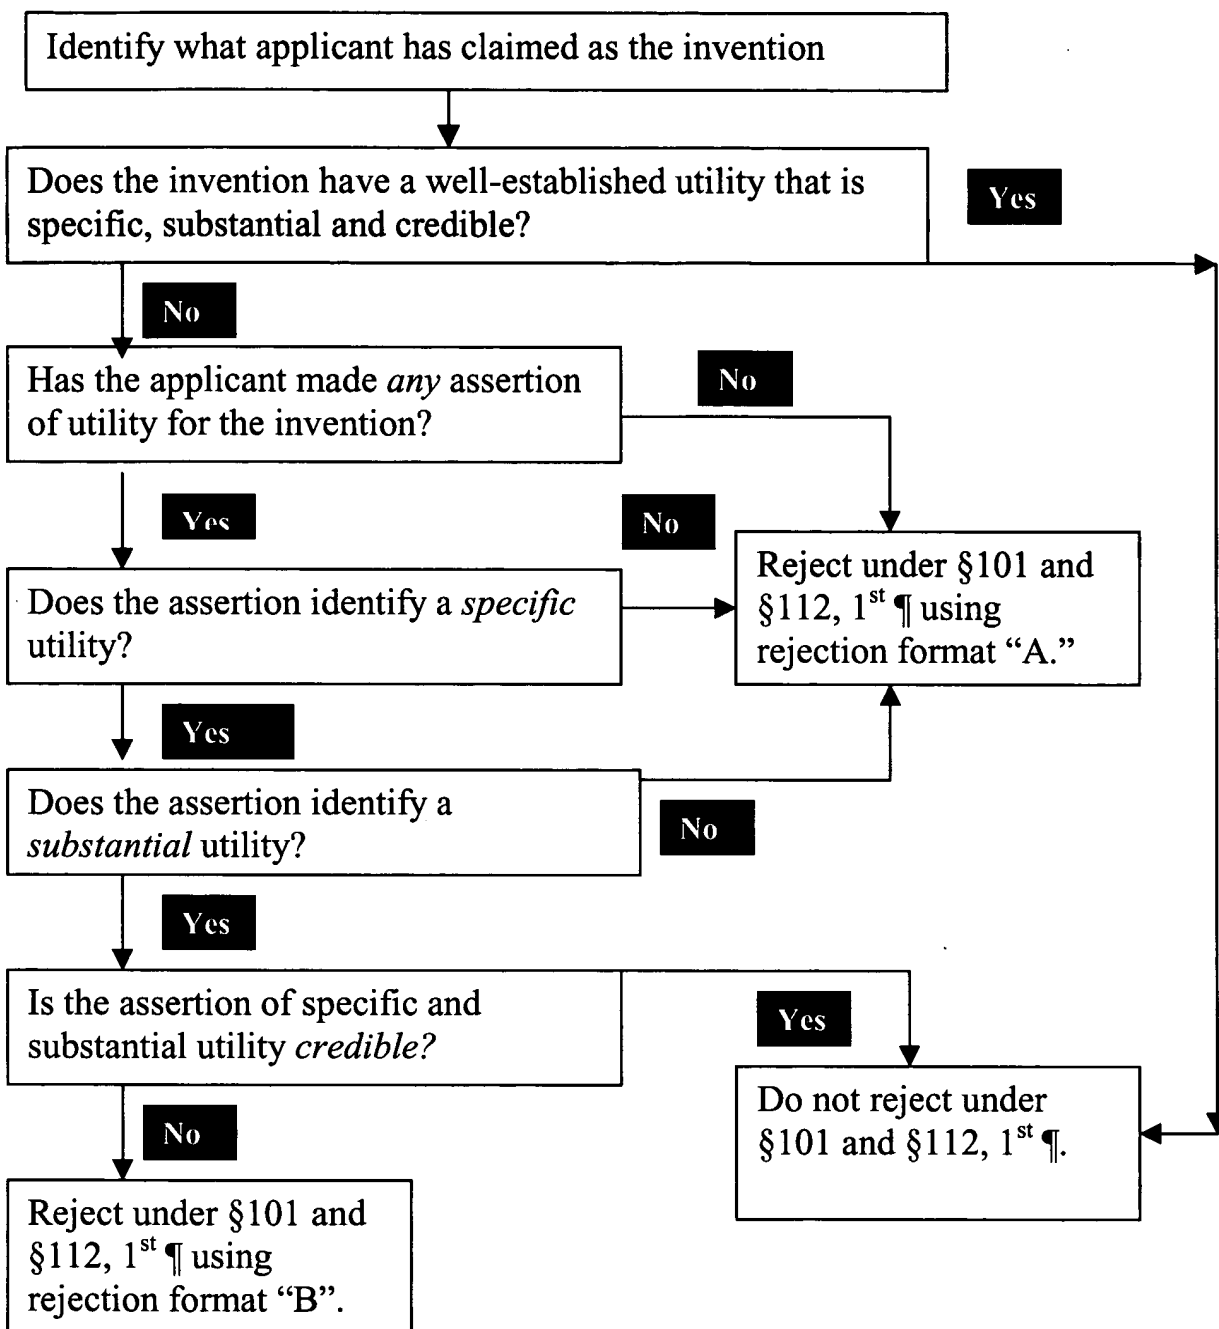 Identify what applicant has claimed as the invention
Does the invention have a well-established utility that is
specific, substantial and credible?
Yes
No
Has the applicant made any assertion
of utility for the invention?
No
Yes
No
Does the assertion identify a specific
utility?
Reject under §101 and
§112, 1st ¶ using
rejection format “A.”
Yes
Does the assertion identify a
substantial utility?
No
Yes
Is the assertion of specific and
substantial utility credible?
Yes
Do not reject under
§101 and §112, 1st ¶.
No
Reject under §101 and
§112, 1st ¶ using
rejection format “B”.